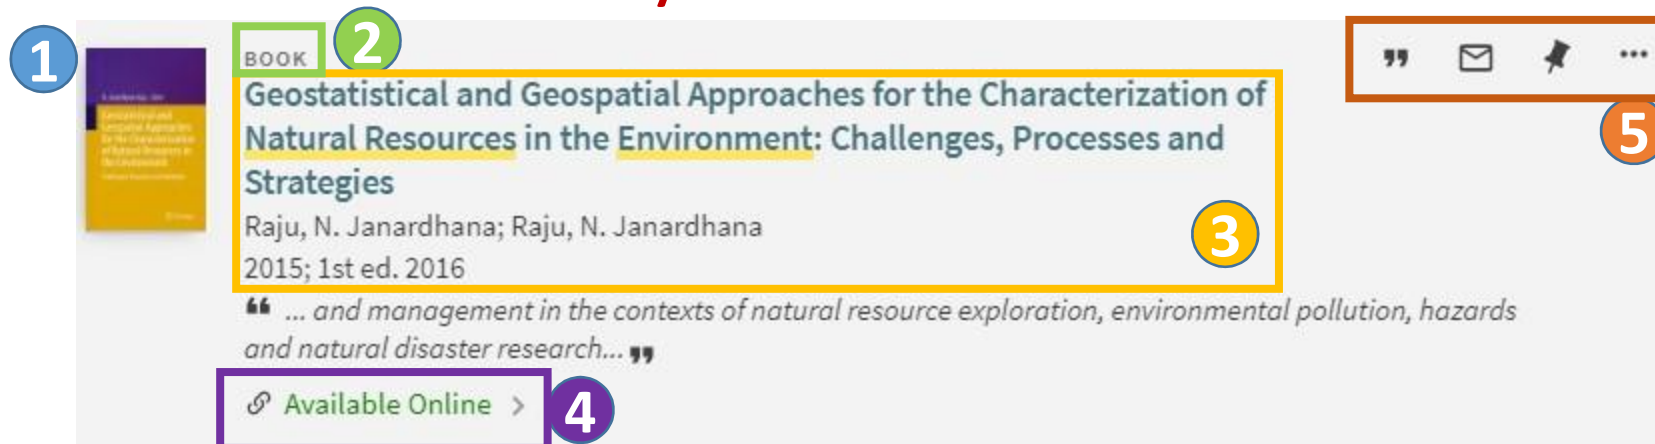 1
2
BOOK
Geostatistical and Geospatial Approaches for the Characterization of
Natural Resources in the Environment: Challenges, Processes and
Strategies
Raju, N. Janardhana; Raju, N. Janardhana
3
2015; 1st ed. 2016
“ ... and management in the contexts of natural resource exploration, environmental pollution, hazards
and natural disaster research... ”
Available Online >
4
5